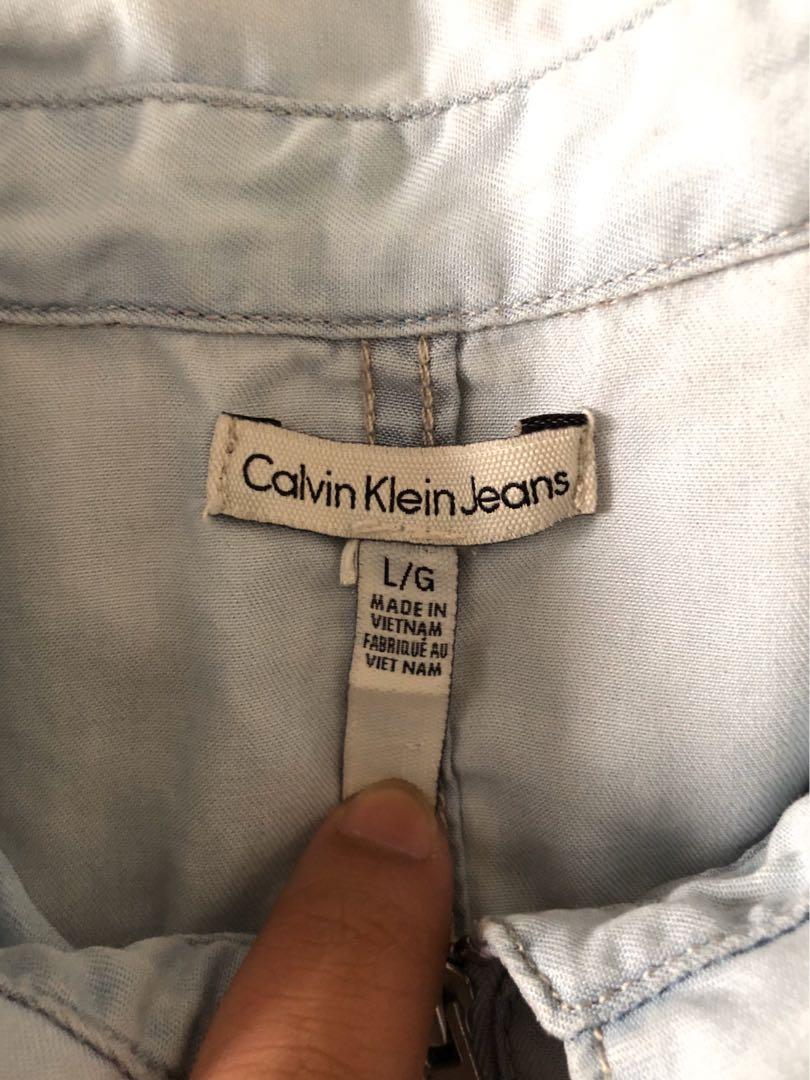 Calvin Klein Jeans
L/G
MADE IN
VIETNAM
FABRIQUÉ AU
VIET NAM